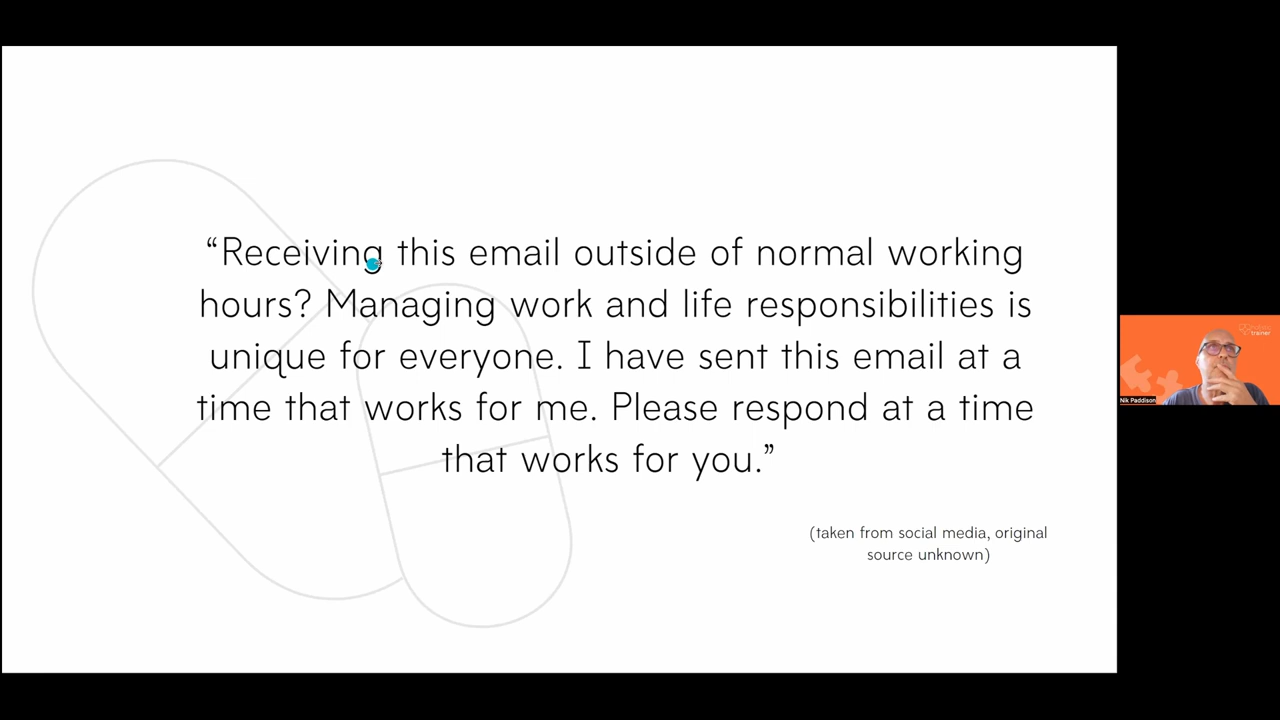 “Receiving this email outside of normal working
hours? Managing work and life responsibilities is
unique for everyone. I have sent this email at a
time that works for me. Please respond at a time
that works for you.”
(taken from social media, original
source unknown)
trainer
Nik Paddison